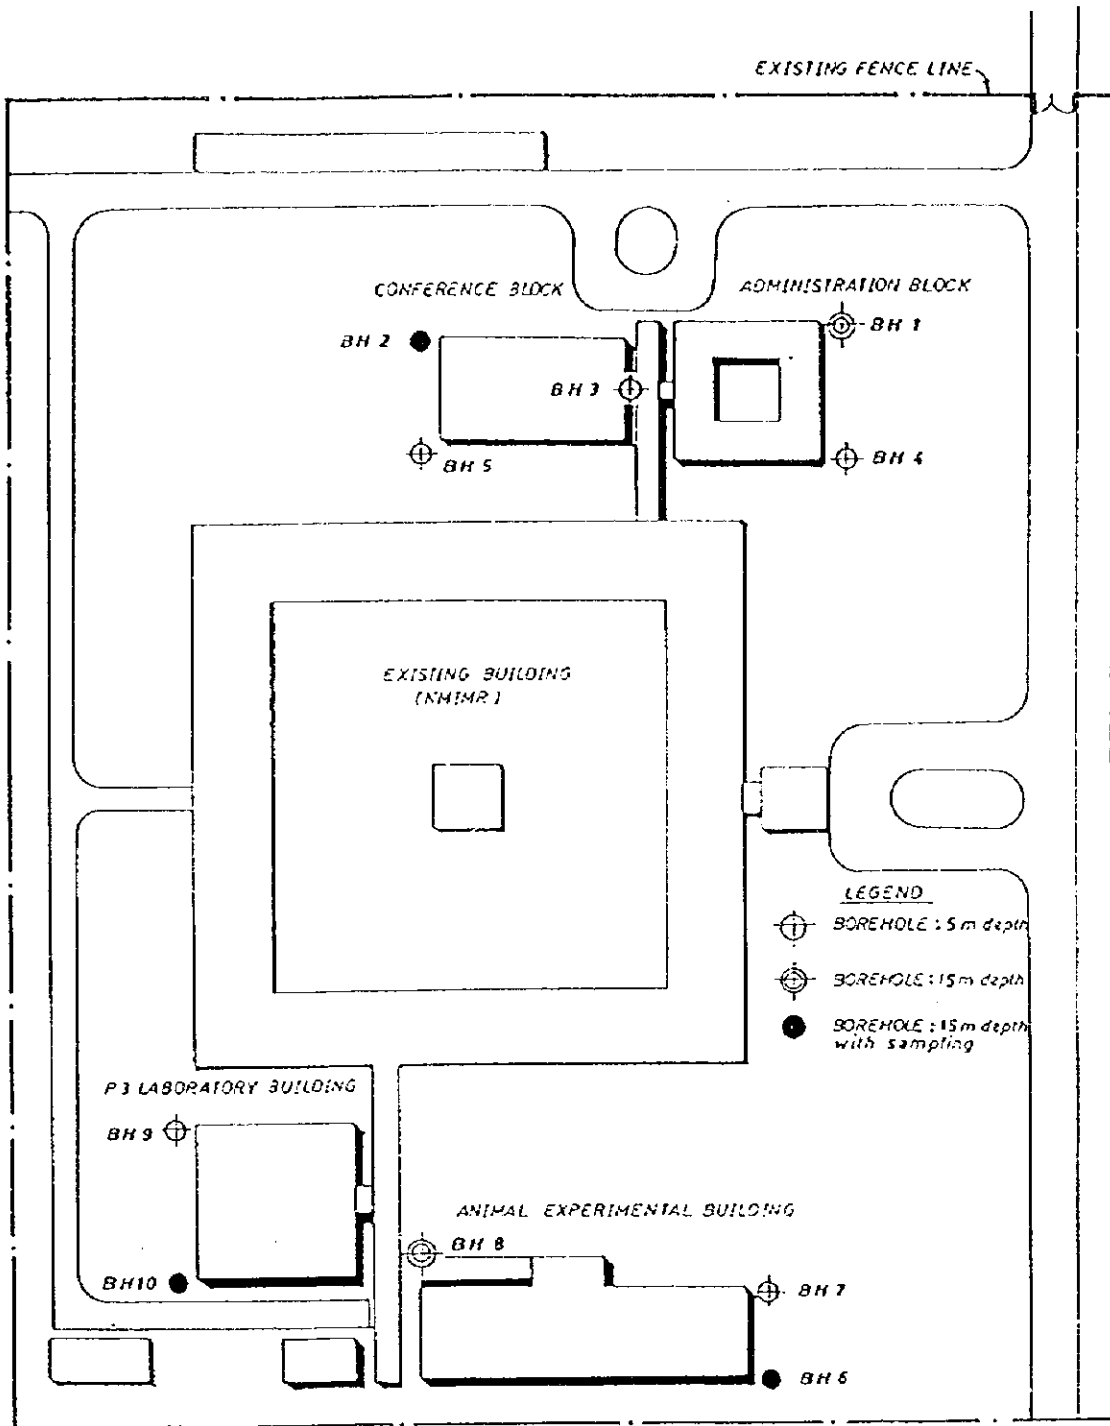 EXISTING FENCE LINE
CONFERENCE BLOCK
ADMINISTRATION BLOCK
BH 1
BH 2
BH 3
BH 4
BH 5
EXISTING BUILDING
(NMIMR)
LEGEND
BOREHOLE : 5 m depth
BOREHOLE : 15 m depth
BOREHOLE : 15 m depth
with sampling
P3 LABORATORY BUILDING
BH 9
ANIMAL EXPERIMENTAL BUILDING
BH 8
BH 10
BH 7
BH 6